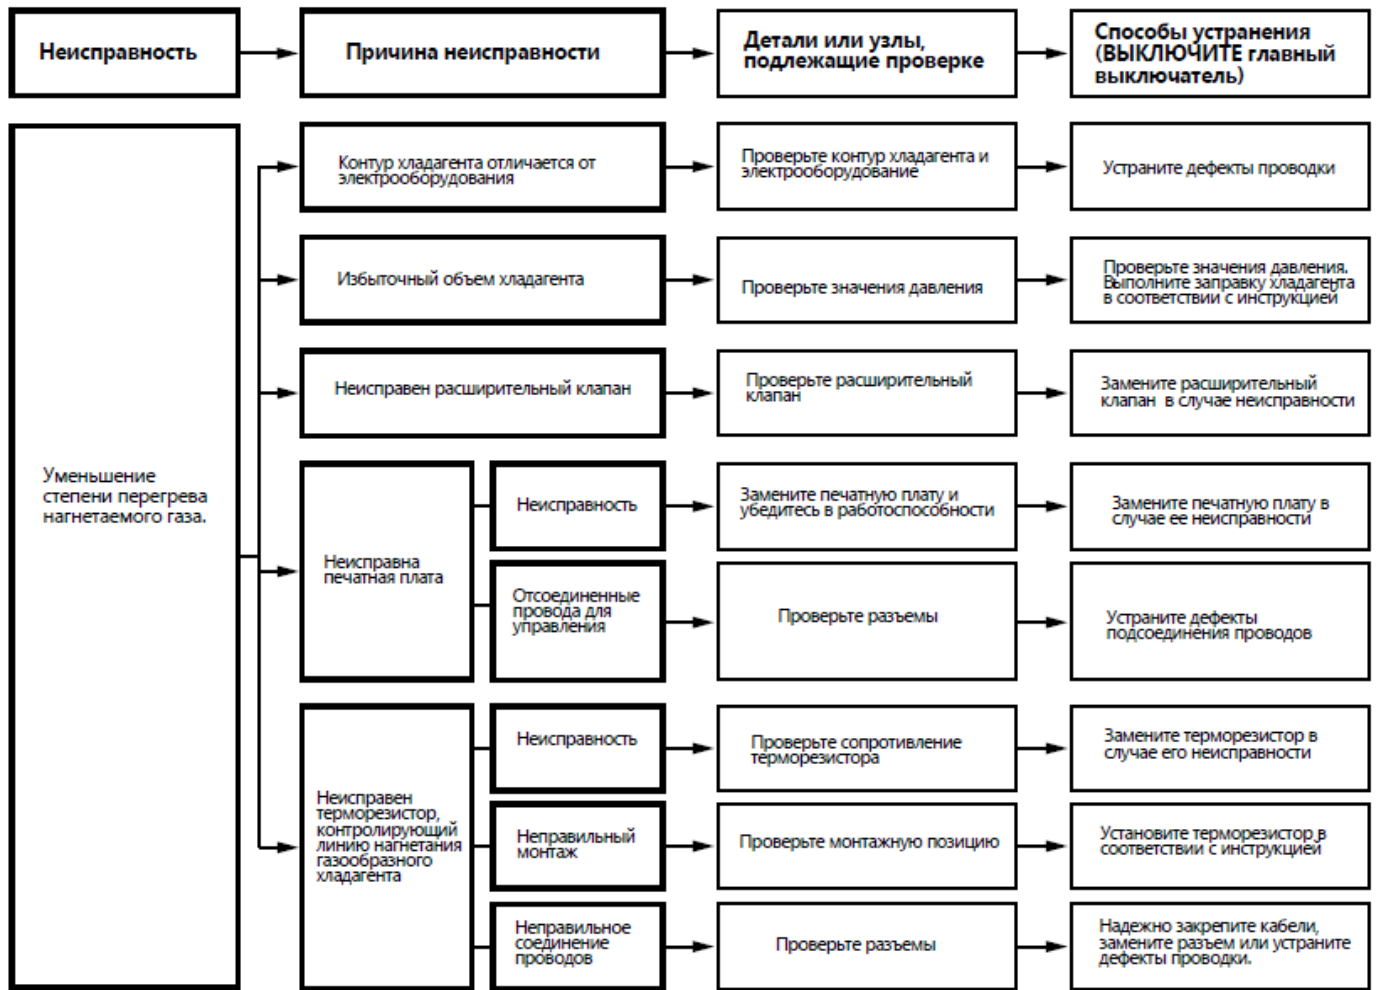 Неисправность
Причина неисправности
Детали или узлы,
подлежащие проверке
Способы устранения
(ВЫКЛЮЧИТЕ главный
выключатель)
Уменьшение
степени перегрева
нагнетаемого газа.
Контур хладагента отличается от
электрооборудования
Проверьте контур хладагента и
электрооборудование
Устраните дефекты проводки
Избыточный объем хладагента
Проверьте значения давления
Проверьте значения давления.
Выполните заправку хладагента
в соответствии с инструкцией
Неисправен расширительный клапан
Проверьте расширительный
клапан
Замените расширительный
клапан в случае неисправности
Неисправна
печатная плата
Неисправность
Замените печатную плату и
убедитесь в работоспособности
Замените печатную плату в
случае ее неисправности
Отсоединенные
провода для
управления
Проверьте разъемы
Устраните дефекты
подсоединения проводов
Неисправен
терморезистор,
контролирующий
линию нагнетания
газообразного
хладагента
Неисправность
Проверьте сопротивление
терморезистора
Замените терморезистор в
случае его неисправности
Неправильный
монтаж
Проверьте монтажную позицию
Установите терморезистор в
соответствии с инструкцией
Неправильное
соединение
проводов
Проверьте разъемы
Надежно закрепите кабели,
замените разъем или устраните
дефекты проводки.